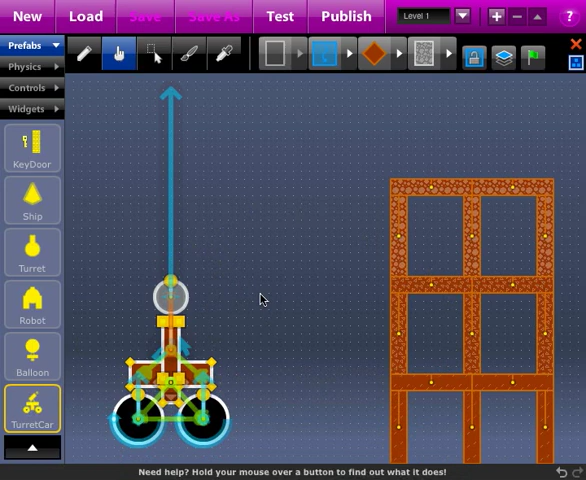 New Load Save Save As Test Publish Level 1 + - ?
Prefabs
Physics
Controls
Widgets
KeyDoor
Ship
Turret
Robot
Balloon
TurretCar
Need help? Hold your mouse over a button to find out what it does!